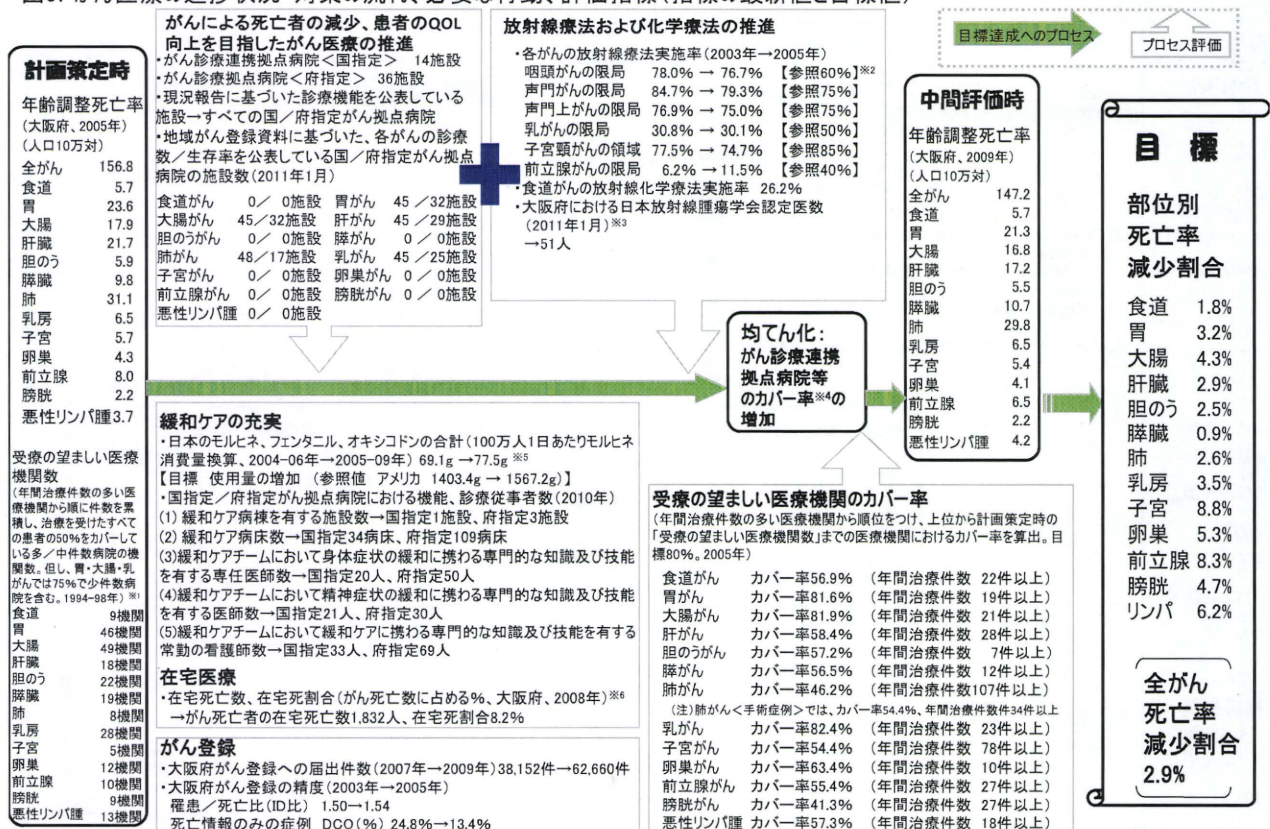 目標達成へのプロセス
プロセス評価
計画策定時
年齢調整死亡率
(大阪府、2005年)
(人口10万対)
全がん 156.8
食道 5.7
胃 23.6
大腸 17.9
肝臓 21.7
胆のう 5.9
膵臓 9.8
肺 31.1
乳房 6.5
子宮 5.7
卵巣 4.3
前立腺 8.0
膀胱 2.2
悪性リンパ腫3.7
受療の望ましい医療
機関数
(年間治療件数の多い医
療機関から順に件数を累
積し、治療を受けたすべて
の患者の50%をカバーして
いる多/中件数病院の機
関数。但し、胃・大腸・乳
がんでは75%で少件数病
院を含む。1994-98年) ※1
食道 9機関
胃 46機関
大腸 49機関
肝臓 18機関
胆のう 22機関
膵臓 19機関
肺 8機関
乳房 28機関
子宮 5機関
卵巣 12機関
前立腺 10機関
膀胱 9機関
悪性リンパ腫 13機関
がんによる死亡者の減少、患者のQOL
向上を目指したがん医療の推進
・がん診療連携拠点病院<国指定> 14施設
・がん診療拠点病院<府指定> 36施設
・現況報告に基づいた診療機能を公表している
施設→すべての国/府指定がん拠点病院
・地域がん登録資料に基づいた、各がんの診療
数/生存率を公表している国/府指定がん拠点
病院の施設数(2011年1月)
食道がん 0/ 0施設 胃がん 45 /32施設
大腸がん 45/32施設 肝がん 45 /29施設
胆のうがん 0/ 0施設 膵がん 0 / 0施設
肺がん 48/17施設 乳がん 45 /25施設
子宮がん 0/ 0施設 卵巣がん 0 / 0施設
前立腺がん 0/ 0施設 膀胱がん 0 / 0施設
悪性リンパ腫 0/ 0施設
放射線療法および化学療法の推進
・各がんの放射線療法実施率(2003年→2005年)
咽頭がんの限局 78.0% → 76.7% 【参照60%】※2
声門がんの限局 84.7% → 79.3% 【参照75%】
声門上がんの限局 76.9% → 75.0% 【参照75%】
乳がんの限局 30.8% → 30.1% 【参照50%】
子宮頸がんの領域 77.5% → 74.7% 【参照85%】
前立腺がんの限局 6.2% → 11.5% 【参照40%】
・食道がんの放射線化学療法実施率 26.2%
・大阪府における日本放射線腫瘍学会認定医数
(2011年1月)※3
→51人
均てん化:
がん診療連携
拠点病院等
のカバー率※4の
増加
緩和ケアの充実
・日本のモルヒネ、フェンタニル、オキシコドンの合計(100万人1日あたりモルヒネ
消費量換算、2004-06年→2005-09年) 69.1g →77.5g ※5
【目標 使用量の増加 (参照値 アメリカ 1403.4g → 1567.2g)】
・国指定/府指定がん拠点病院における機能、診療従事者数(2010年)
(1) 緩和ケア病棟を有する施設数→国指定1施設、府指定3施設
(2) 緩和ケア病床数→国指定34病床、府指定109病床
(3)緩和ケアチームにおいて身体症状の緩和に携わる専門的な知識及び技能
を有する専任医師数→国指定20人、府指定50人
(4)緩和ケアチームにおいて精神症状の緩和に携わる専門的な知識及び技能
を有する医師数→国指定21人、府指定30人
(5)緩和ケアチームにおいて緩和ケアに携わる専門的な知識及び技能を有する
常勤の看護師数→国指定33人、府指定69人
在宅医療
・在宅死亡数、在宅死割合(がん死亡数に占める%、大阪府、2008年)※6
→がん死亡者の在宅死亡数1,832人、在宅死割合8.2%
がん登録
・大阪府がん登録への届出件数(2007年→2009年)38,152件→62,660件
・大阪府がん登録の精度(2003年→2005年)
罹患/死亡比(ID比) 1.50→1.54
死亡情報のみの症例 DCO(%) 24.8%→13.4%
受療の望ましい医療機関のカバー率
(年間治療件数の多い医療機関から順位をつけ、上位から計画策定時の
「受療の望ましい医療機関数」までの医療機関におけるカバー率を算出。目
標80%。2005年)
食道がん カバー率56.9% (年間治療件数 22件以上)
胃がん カバー率81.6% (年間治療件数 19件以上)
大腸がん カバー率81.9% (年間治療件数 21件以上)
肝がん カバー率58.4% (年間治療件数 28件以上)
胆のうがん カバー率57.2% (年間治療件数 7件以上)
膵がん カバー率56.5% (年間治療件数 12件以上)
肺がん カバー率46.2% (年間治療件数107件以上)
(注)肺がん<手術症例>では、カバー率54.4%、年間治療件数件34件以上
乳がん カバー率82.4% (年間治療件数 23件以上)
子宮がん カバー率54.4% (年間治療件数 78件以上)
卵巣がん カバー率63.4% (年間治療件数 10件以上)
前立腺がん カバー率55.4% (年間治療件数 27件以上)
膀胱がん カバー率41.3% (年間治療件数 27件以上)
悪性リンパ腫 カバー率57.3% (年間治療件数 18件以上)
中間評価時
年齢調整死亡率
(大阪府、2009年)
(人口10万対)
全がん 147.2
食道 5.7
胃 21.3
大腸 16.8
肝臓 17.2
胆のう 5.5
膵臓 10.7
肺 29.8
乳房 6.5
子宮 5.4
卵巣 4.1
前立腺 6.5
膀胱 2.2
悪性リンパ腫 4.2
目 標
部位別
死亡率
減少割合
食道 1.8%
胃 3.2%
大腸 4.3%
肝臓 2.9%
胆のう 2.5%
膵臓 0.9%
肺 2.6%
乳房 3.5%
子宮 8.8%
卵巣 5.3%
前立腺 8.3%
膀胱 4.7%
リンパ 6.2%
全がん
死亡率
減少割合
2.9%